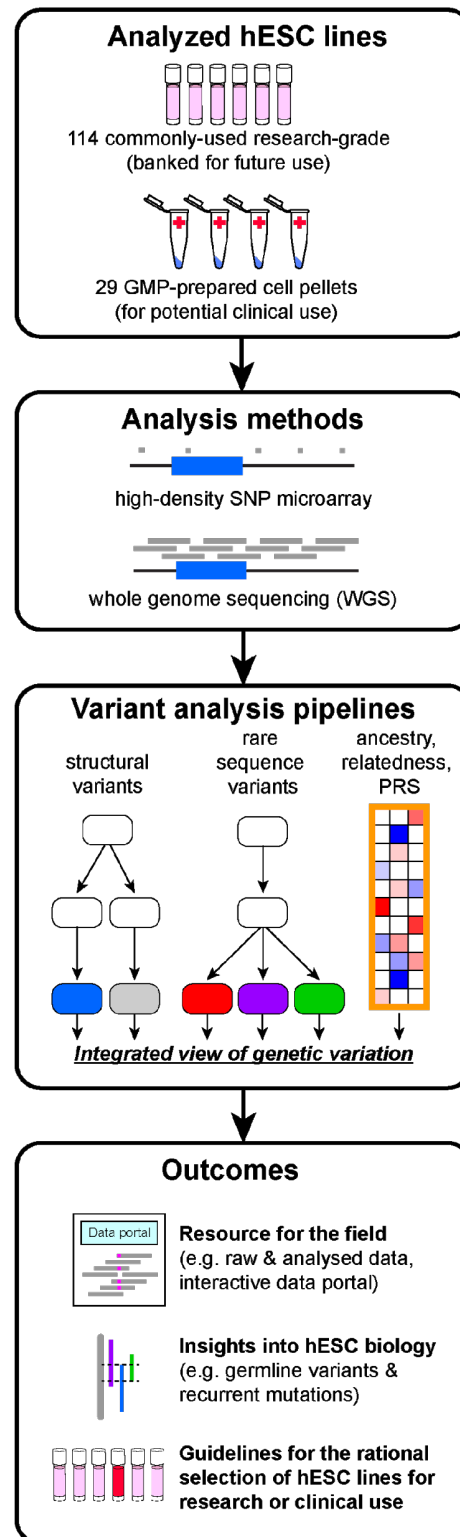 Analyzed hESC lines
114 commonly-used research-grade
(banked for future use)
29 GMP-prepared cell pellets
(for potential clinical use)
Analysis methods
high-density SNP microarray
whole genome sequencing (WGS)
Variant analysis pipelines
structural
variants
rare
sequence
variants
ancestry,
relatedness,
PRS
Integrated view of genetic variation
Outcomes
Data portal
Resource for the field
(e.g. raw & analysed data,
interactive data portal)
Insights into hESC biology
(e.g. germline variants &
recurrent mutations)
Guidelines for the rational
selection of hESC lines for
research or clinical use